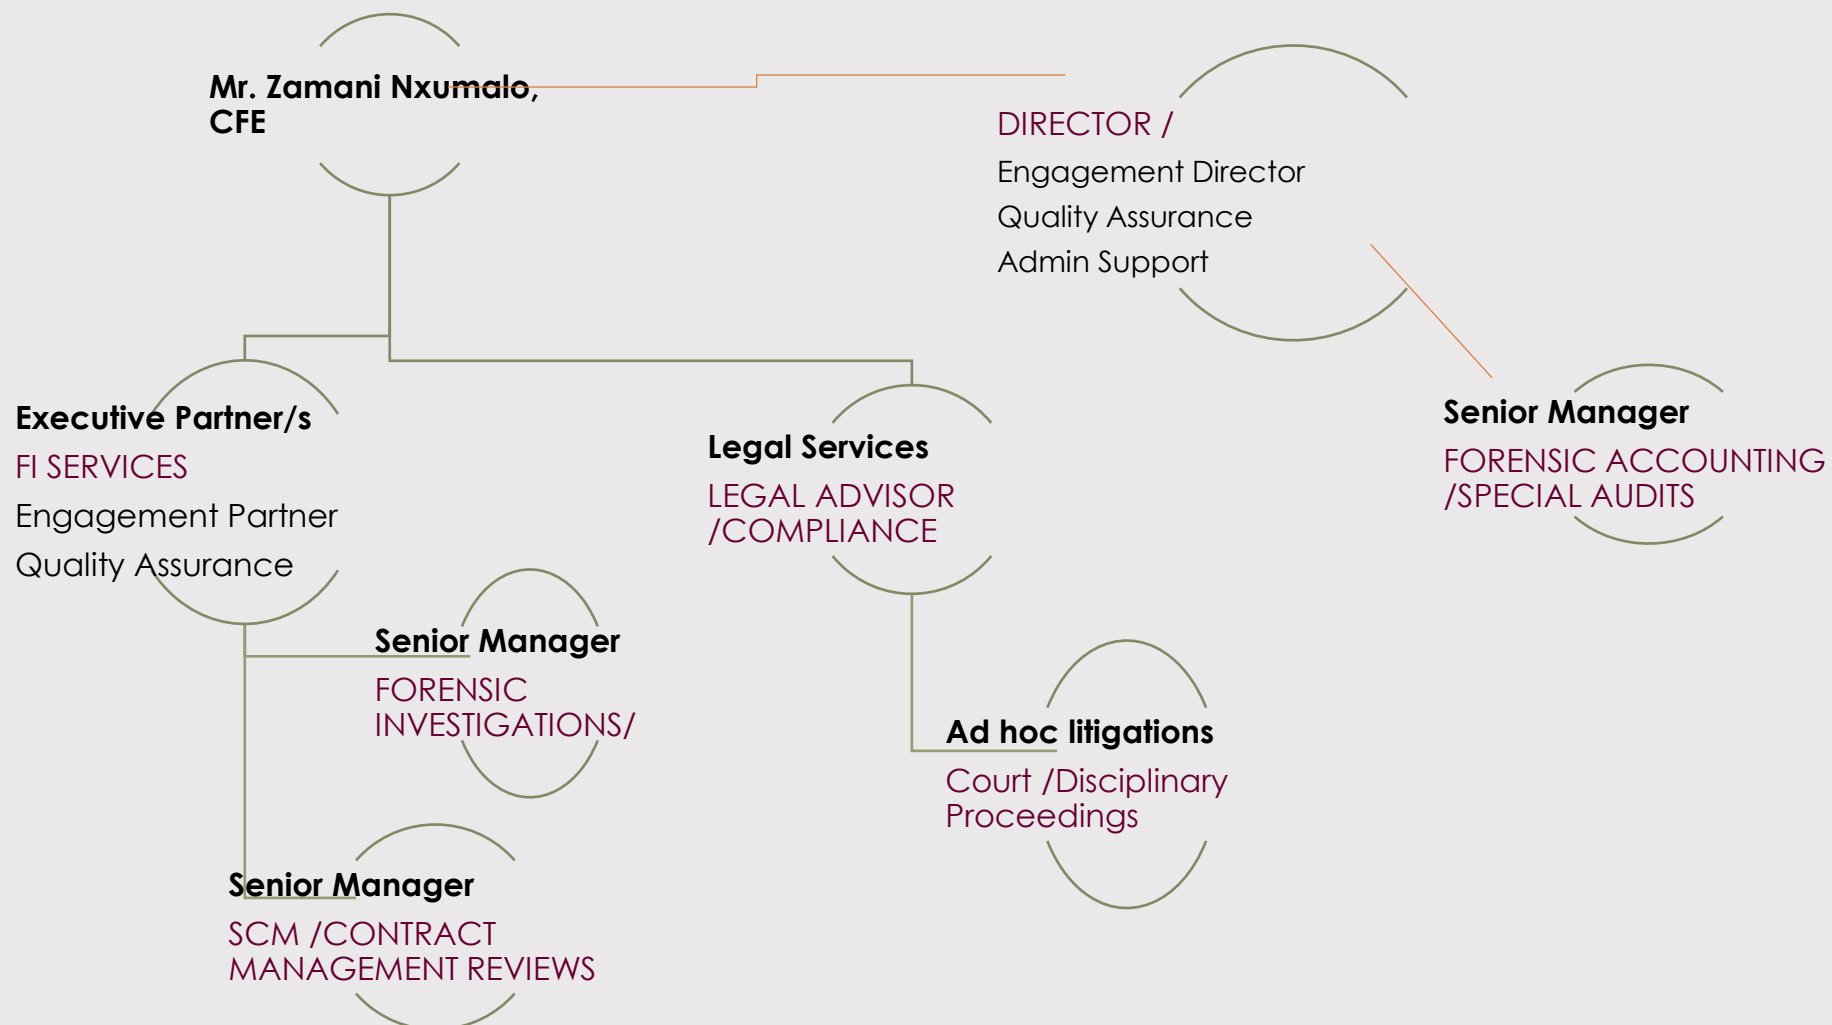 Mr. Zamani Nxumalo,
CFE
DIRECTOR /
Engagement Director
Quality Assurance
Admin Support
Executive Partner/s
FI SERVICES
Engagement Partner
Quality Assurance
Legal Services
LEGAL ADVISOR
/COMPLIANCE
Senior Manager
FORENSIC ACCOUNTING
/SPECIAL AUDITS
Senior Manager
FORENSIC
INVESTIGATIONS/
Ad hoc litigations
Court /Disciplinary
Proceedings
Senior Manager
SCM /CONTRACT
MANAGEMENT REVIEWS